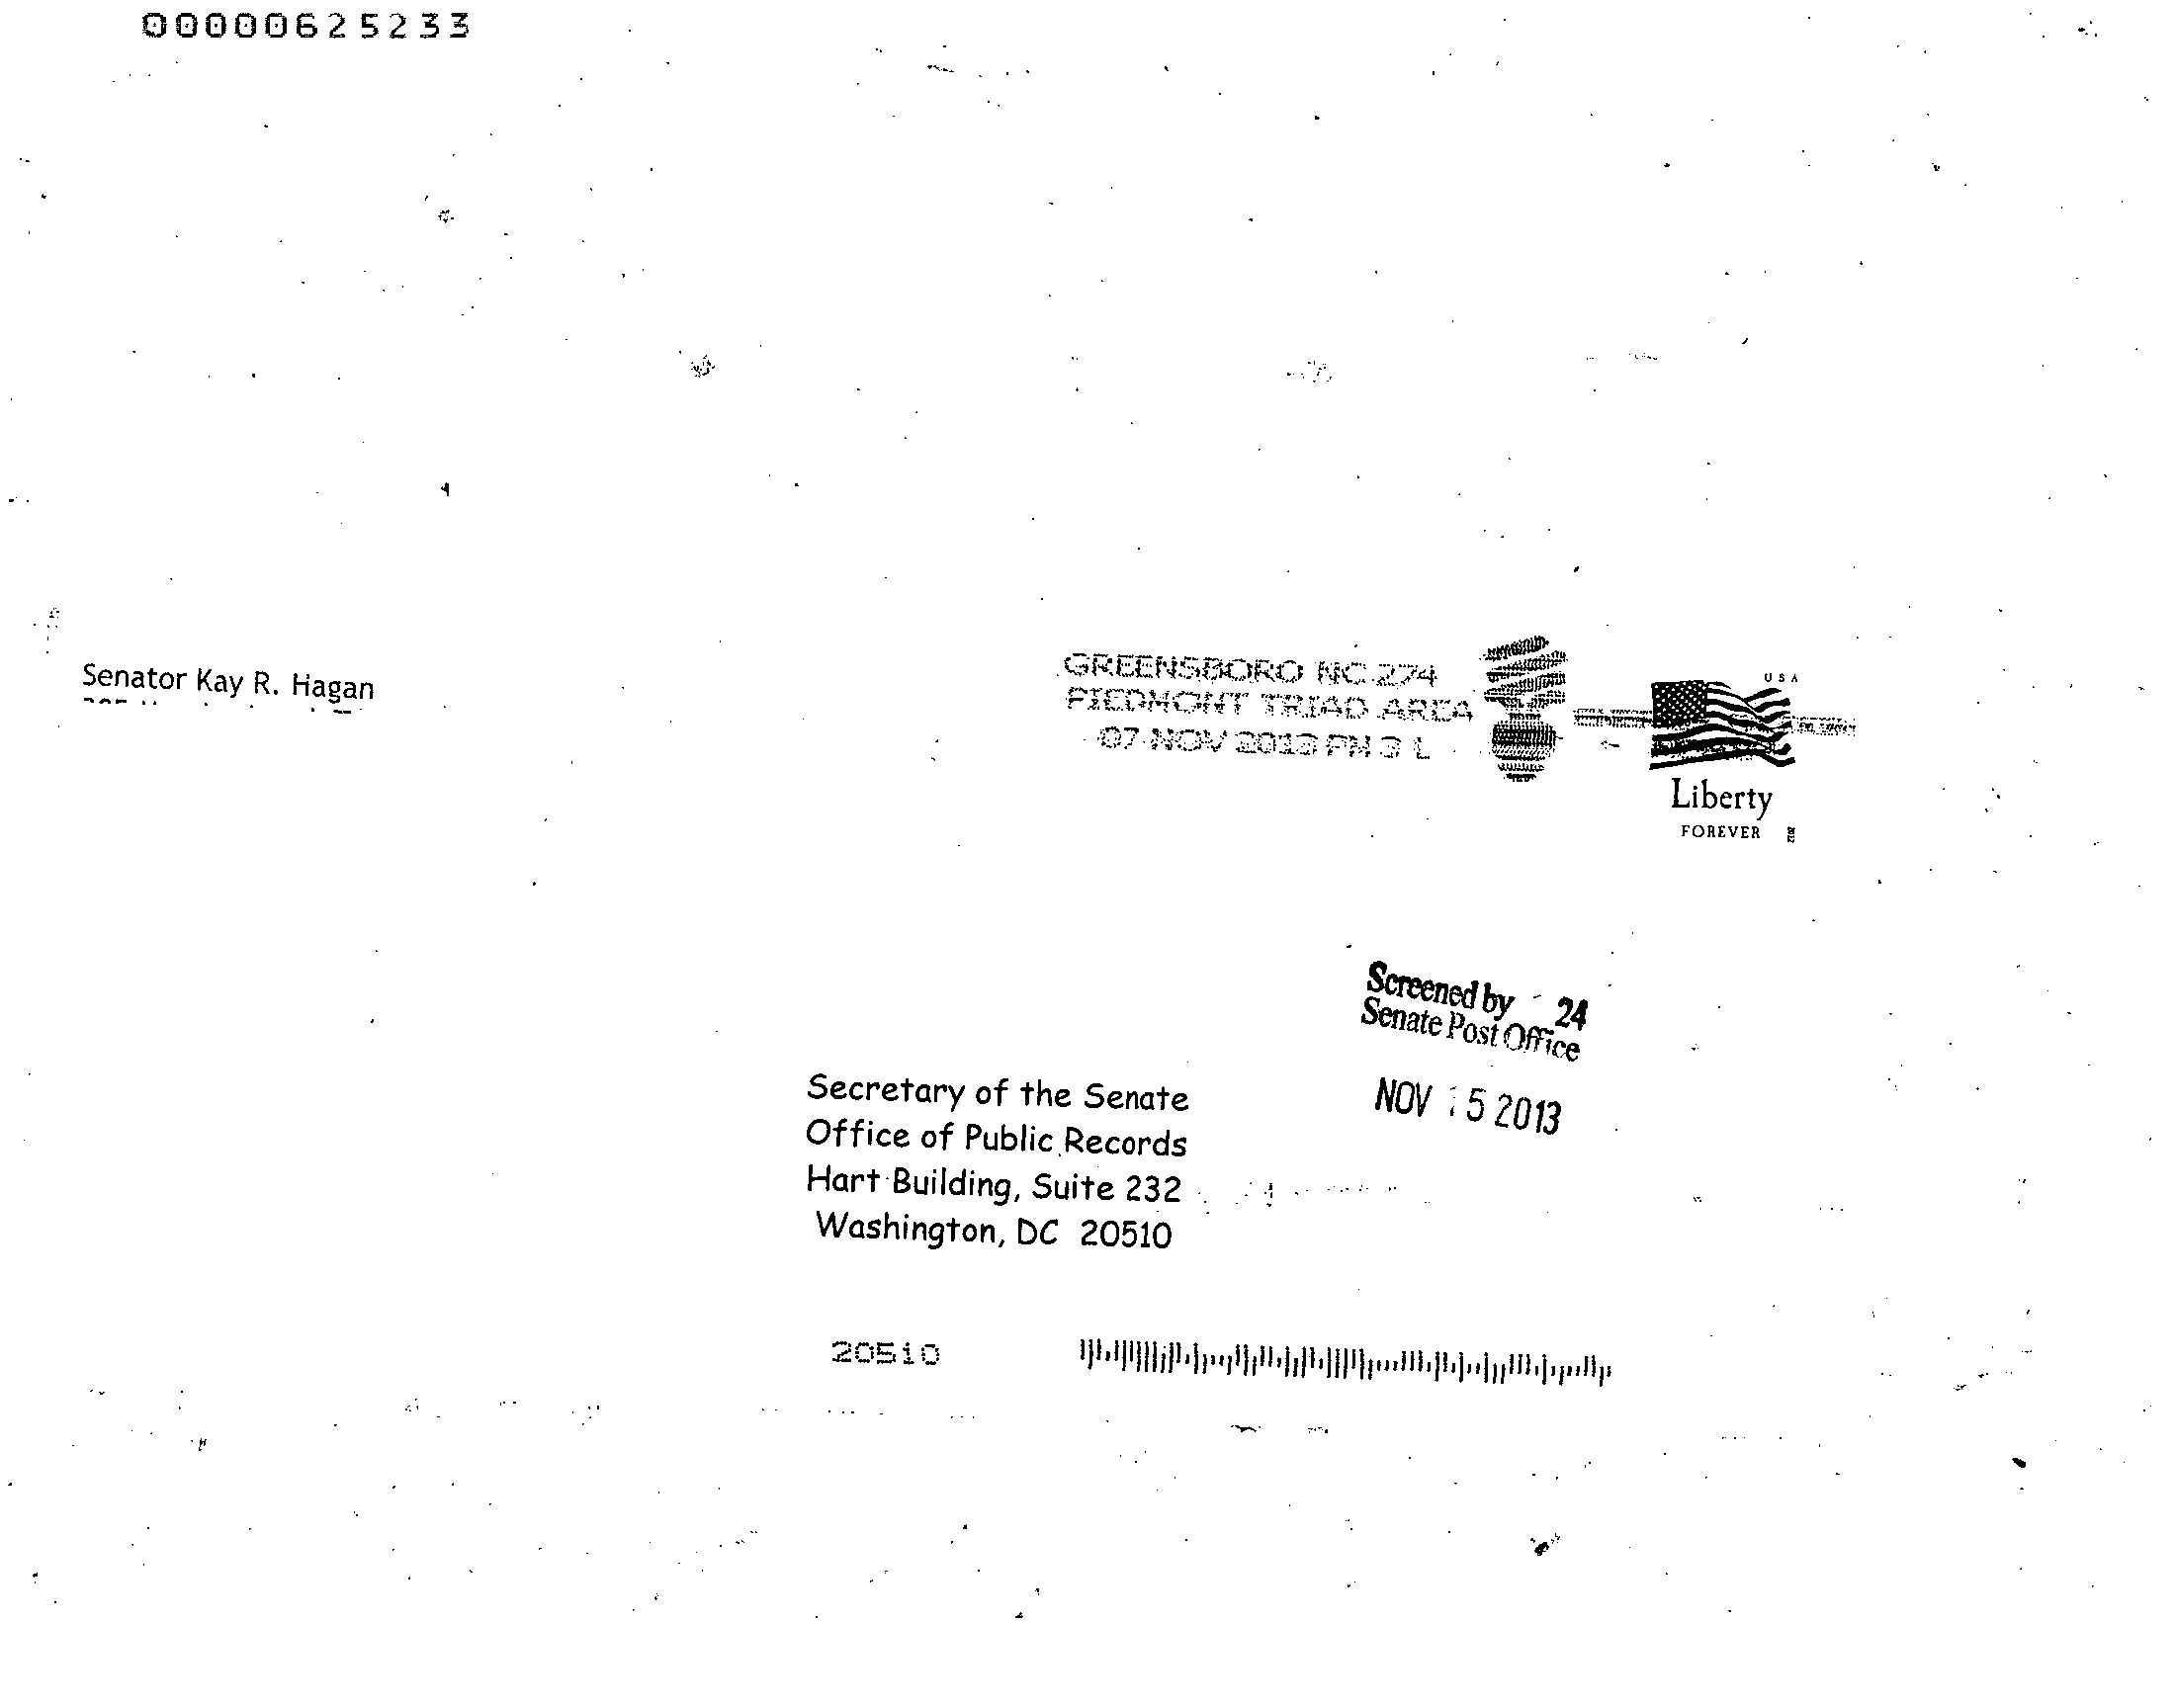 00000625233
Senator Kay R. Hagan
GREENSBORO NC 274
PIEDMONT TRIAD AREA
07 NOV 2013 PM 3 L
USA
Liberty
FOREVER
2012
Screened by 24
Senate Post Office
NOV 15 2013
Secretary of the Senate
Office of Public Records
Hart Building, Suite 232
Washington, DC 20510
20510